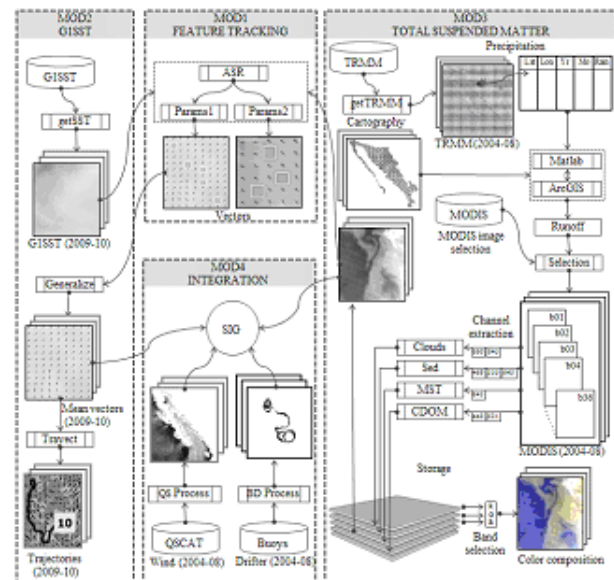 MOD2
G1SST
G1SST
getSST
G1SST (2009-10)
Generalize
Mean vectors
(2009-10)
Trayect
10
Trajectories
(2009-10)
MOD1
FEATURE TRACKING
ASR
Params1
Params2
Vectors
MOD4
INTEGRATION
SIG
QS Process
BD Process
QSCAT
Buoys
Wind (2004-08)
Drifter (2004-08)
MOD3
TOTAL SUSPENDED MATTER
TRMM
getTRMM
Cartography
Precipitation
Lat Lon Yr Mo Ran
TRMM (2004-08)
Matlab
ArcGIS
MODIS
MODIS image
selection
Runoff
Selection
Channel
extraction
Clouds
Sed
MST
CDOM
b01
b02
b03
b04
b36
MODIS (2004-08)
Storage
Band
selection
Color composition